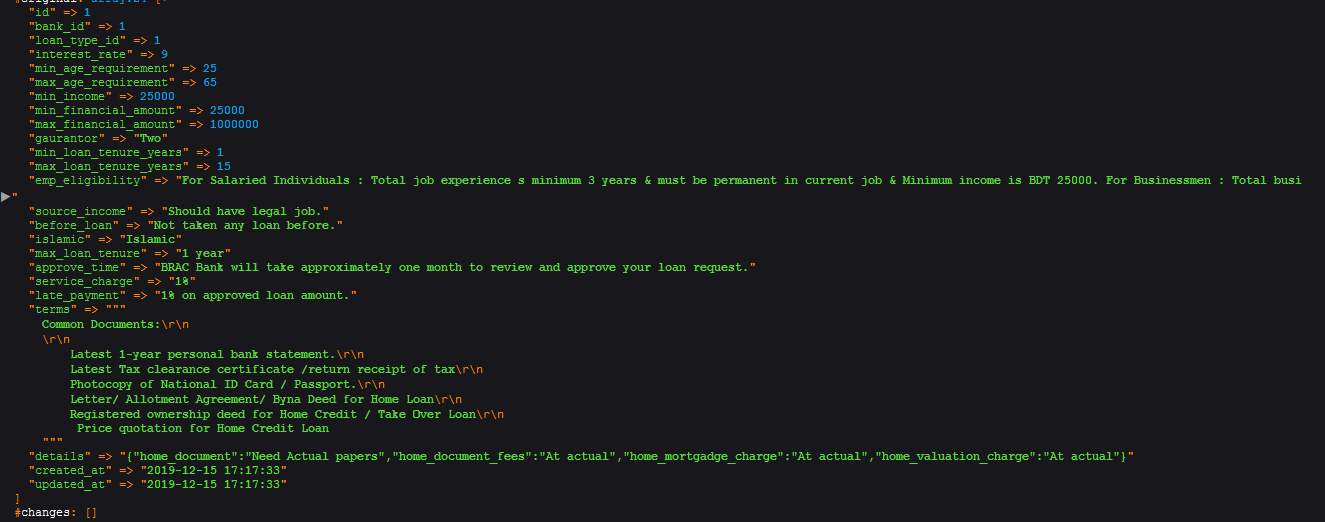 #original: array:24 [▼
"id" => 1
"bank_id" => 1
"loan_type_id" => 1
"interest_rate" => 9
"min_age_requirement" => 25
"max_age_requirement" => 65
"min_income" => 25000
"min_financial_amount" => 25000
"max_financial_amount" => 1000000
"gaurantor" => "Two"
"min_loan_tenure_years" => 1
"max_loan_tenure_years" => 15
"emp_eligibility" => "For Salaried Individuals : Total job experience s minimum 3 years & must be permanent in current job & Minimum income is BDT 25000. For Businessmen : Total busi
▶"
"source_income" => "Should have legal job."
"before_loan" => "Not taken any loan before."
"islamic" => "Islamic"
"max_loan_tenure" => "1 year"
"approve_time" => "BRAC Bank will take approximately one month to review and approve your loan request."
"service_charge" => "1%"
"late_payment" => "1% on approved loan amount."
"terms" => """
Common Documents:\r\n
\r\n
Latest 1-year personal bank statement.\r\n
Latest Tax clearance certificate /return receipt of tax\r\n
Photocopy of National ID Card / Passport.\r\n
Letter/ Allotment Agreement/ Byna Deed for Home Loan\r\n
Registered ownership deed for Home Credit / Take Over Loan\r\n
Price quotation for Home Credit Loan
"""
"details" => "{"home_document":"Need Actual papers","home_document_fees":"At actual","home_mortgadge_charge":"At actual","home_valuation_charge":"At actual"}"
"created_at" => "2019-12-15 17:17:33"
"updated_at" => "2019-12-15 17:17:33"
]
#changes: []